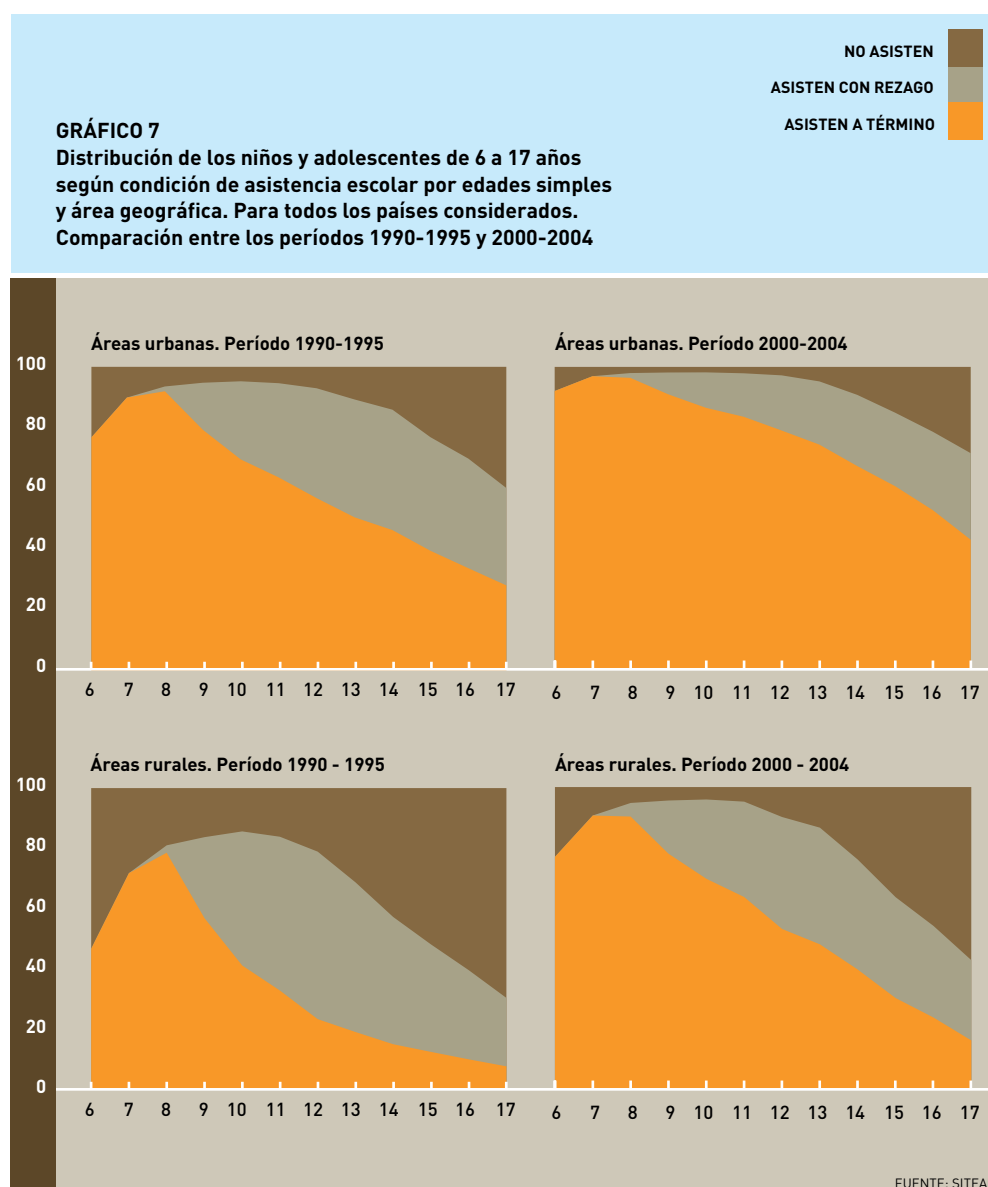 NO ASISTEN
ASISTEN CON REZAGO
ASISTEN A TÉRMINO
GRÁFICO 7
Distribución de los niños y adolescentes de 6 a 17 años
según condición de asistencia escolar por edades simples
y área geográfica. Para todos los países considerados.
Comparación entre los períodos 1990-1995 y 2000-2004
Áreas urbanas. Período 1990-1995
100
80
60
40
20
0
6 7 8 9 10 11 12 13 14 15 16 17
Áreas urbanas. Período 2000-2004
6 7 8 9 10 11 12 13 14 15 16 17
Áreas rurales. Período 1990 - 1995
100
80
60
40
20
0
6 7 8 9 10 11 12 13 14 15 16 17
Áreas rurales. Período 2000 - 2004
6 7 8 9 10 11 12 13 14 15 16 17
FUENTE: SITEA